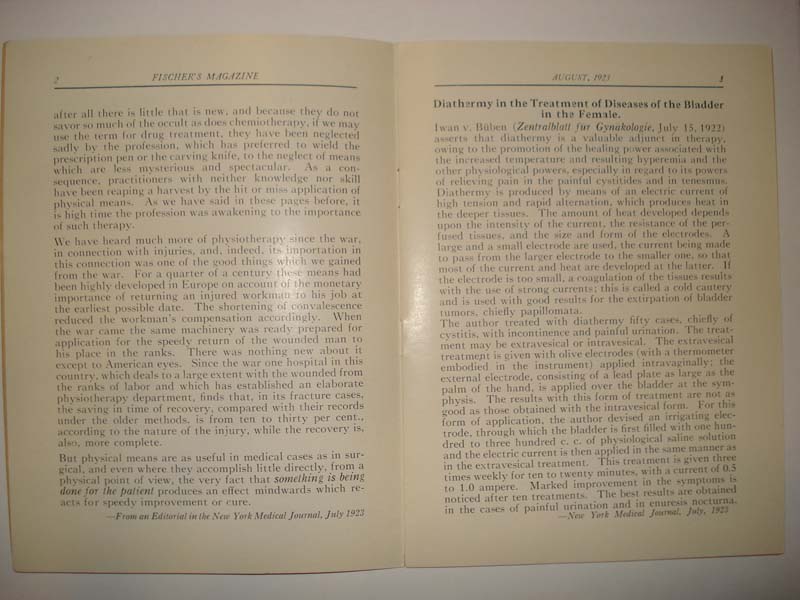 2
FISCHER'S MAGAZINE
after all there is little that is new, and because they do not
savor so much of the occult as does chemiotherapy, if we may
use the term for drug treatment, they have been neglected
sadly by the profession, which has preferred to wield the
prescription pen or the carving knife, to the neglect of means
which are less mysterious and spectacular. As a con-
sequence, practitioners with neither knowledge nor skill
have been reaping a harvest by the hit or miss application of
physical means. As we have said in these pages before, it
is high time the profession was awakening to the importance
of such therapy.
We have heard much more of physiotherapy since the war,
in connection with injuries, and, indeed, its importation in
this connection was one of the good things which we gained
from the war. For a quarter of a century these means had
been highly developed in Europe on account of the monetary
importance of returning an injured workman to his job at
the earliest possible date. The shortening of convalescence
reduced the workman's compensation accordingly. When
the war came the same machinery was ready prepared for
application for the speedy return of the wounded man to
his place in the ranks. There was nothing new about it
except to American eyes. Since the war one hospital in this
country, which deals to a large extent with the wounded from
the ranks of labor and which has established an elaborate
physiotherapy department, finds that, in its fracture cases,
the saving in time of recovery, compared with their records
under the older methods, is from ten to thirty per cent.,
according to the nature of the injury, while the recovery is,
also, more complete.
But physical means are as useful in medical cases as in sur-
gical, and even where they accomplish little directly, from a
physical point of view, the very fact that something is being
done for the patient produces an effect mindwards which re-
acts for speedy improvement or cure.
—From an Editorial in the New York Medical Journal, July 1923
AUGUST, 1923
Diathermy in the Treatment of Diseases of the Bladder
in the Female.
Iwan v. Büben (Zentralblatt fur Gynakologie, July 15, 1922)
asserts that diathermy is a valuable adjunct in therapy,
owing to the promotion of the healing power associated with
the increased temperature and resulting hyperemia and the
other physiological powers, especially in regard to its powers
of relieving pain in the painful cystitides and in tenesmus.
Diathermy is produced by means of an electric current of
high tension and rapid alternation, which produces heat in
the deeper tissues. The amount of heat developed depends
upon the intensity of the current, the resistance of the per-
fused tissues, and the size and form of the electrodes. A
large and a small electrode are used, the current being made
to pass from the larger electrode to the smaller one, so that
most of the current and heat are developed at the latter. If
the electrode is too small, a coagulation of the tissues results
with the use of strong currents; this is called a cold cautery
and is used with good results for the extirpation of bladder
tumors, chiefly papillomata.
The author treated with diathermy fifty cases, chiefly of
cystitis, with incontinence and painful urination. The treat-
ment may be extravesical or intravesical. The extravesical
treatment is given with olive electrodes (with a thermometer
embodied in the instrument) applied intravaginally; the
external electrode, consisting of a lead plate as large as the
palm of the hand, is applied over the bladder at the sym-
physis. The results with this form of treatment are not as
good as those obtained with the intravesical form. For this
form of application, the author devised an irrigating elec-
trode, through which the bladder is first filled with one hun-
dred to three hundred c. c. of physiological saline solution
and the electric current is then applied in the same manner as
in the extravesical treatment. This treatment is given three
times weekly for ten to twenty minutes, with a current of 0.5
to 1.0 ampere. Marked improvement in the symptoms is
noticed after ten treatments. The best results are obtained
in the cases of painful urination and in enuresis nocturna.
—New York Medical Journal, July, 1923